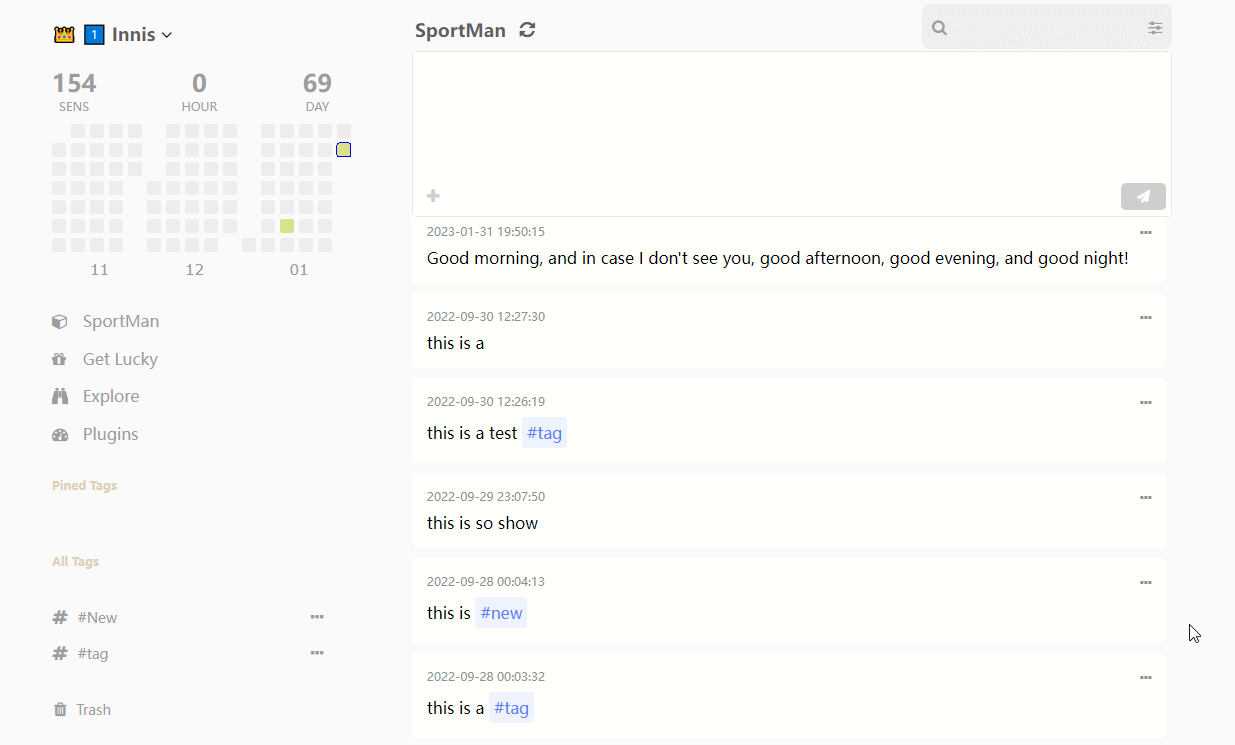 1 Innis
154 0 69
SENS HOUR DAY
11 12 01
SportMan
Get Lucky
Explore
Plugins
Pined Tags
All Tags
#New
#tag
Trash
SportMan
2023-01-31 19:50:15
Good morning, and in case I don't see you, good afternoon, good evening, and good night!
2022-09-30 12:27:30
this is a
2022-09-30 12:26:19
this is a test #tag
2022-09-29 23:07:50
this is so show
2022-09-28 00:04:13
this is #new
2022-09-28 00:03:32
this is a #tag